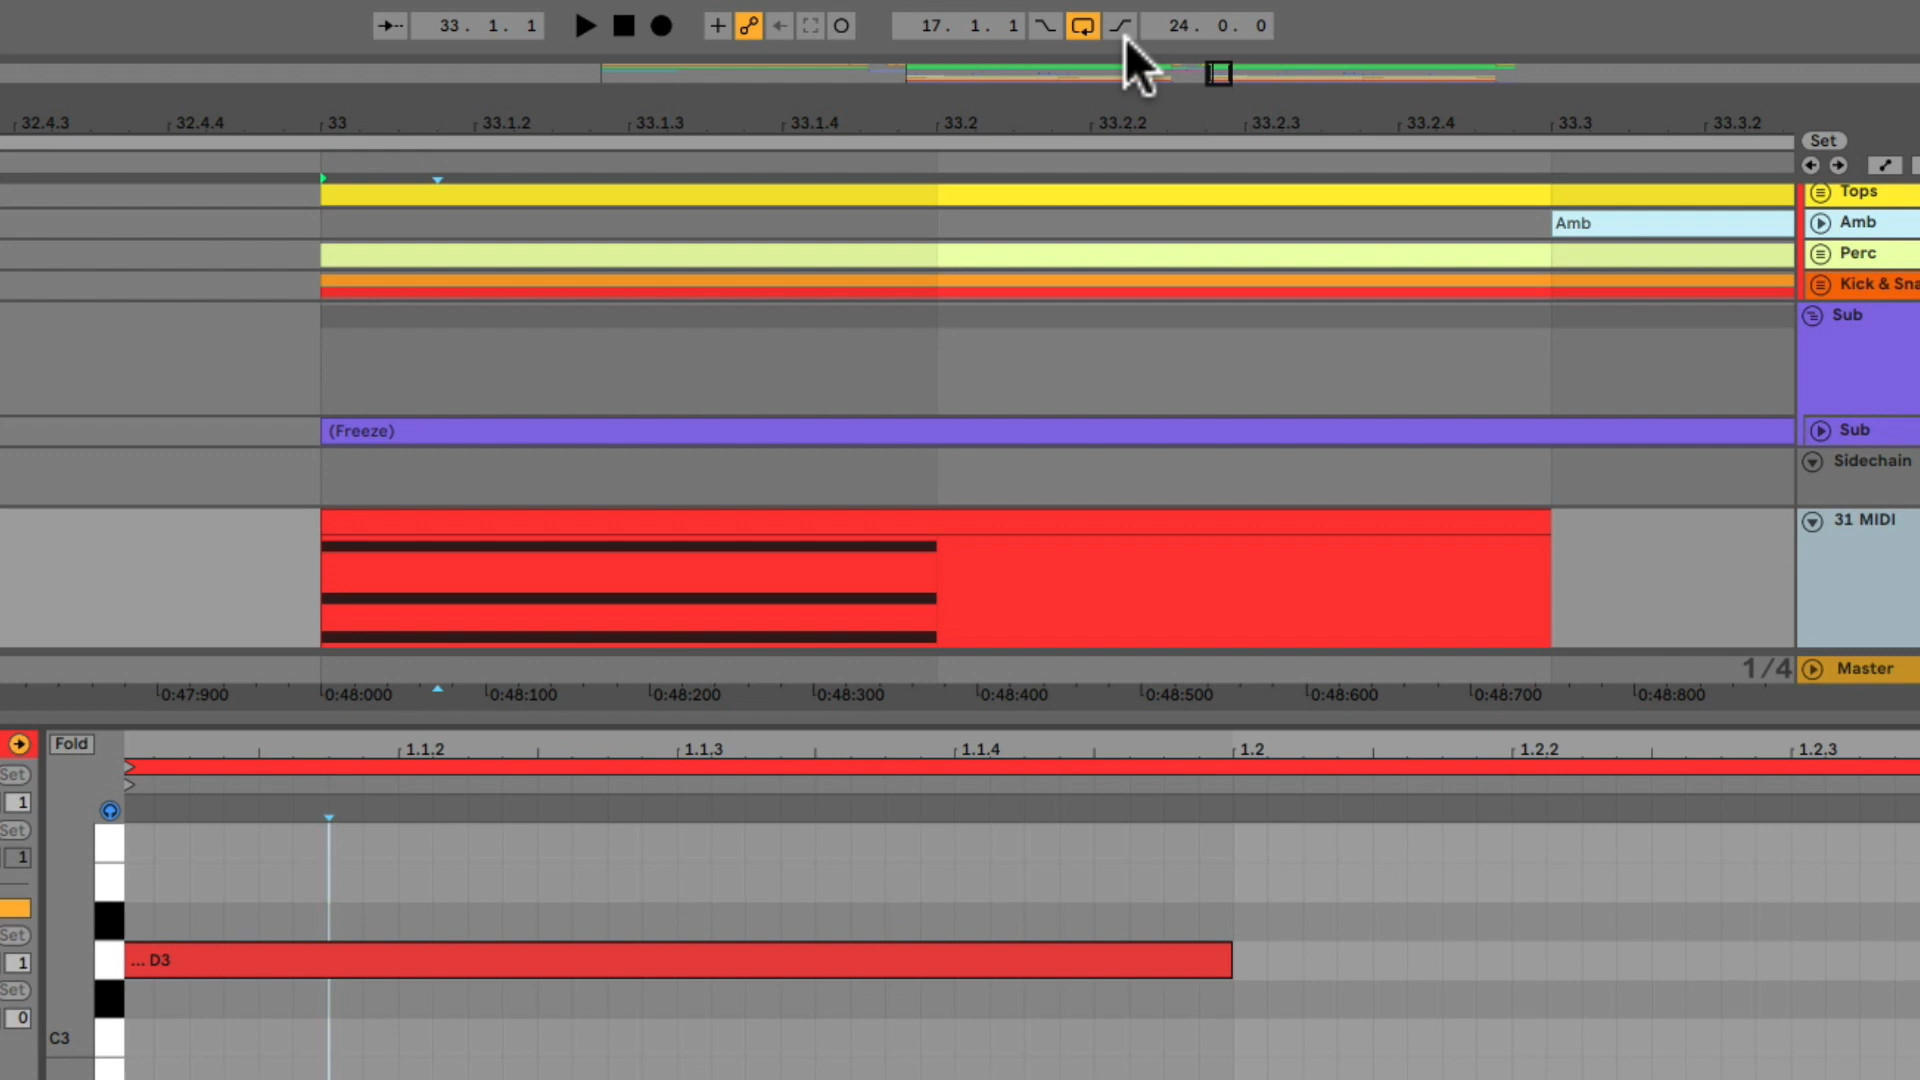 33. 1. 1
17. 1. 1
24. 0. 0
32.4.3 32.4.4 33 33.1.2 33.1.3 33.1.4 33.2 33.2.2 33.2.3 33.2.4 33.3 33.3.2
Set
Tops
Amb Amb
Perc
Kick & Sna
Sub
(Freeze) Sub
Sidechain
31 MIDI
1/4 Master
0:47:900 0:48:000 0:48:100 0:48:200 0:48:300 0:48:400 0:48:500 0:48:600 0:48:700 0:48:800
Fold 1.1.2 1.1.3 1.1.4 1.2 1.2.2 1.2.3
Set
1
Set
1
Set
1
... D3
Set
0
C3